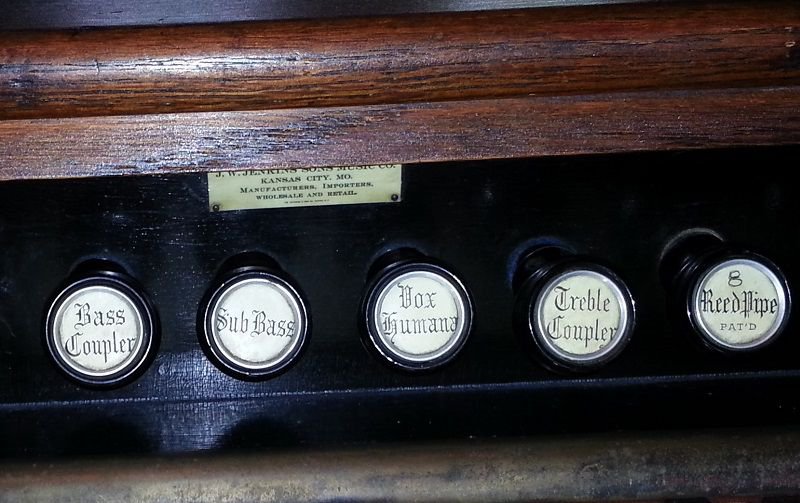 J. W. JENKINS SONS MUSIC CO.
KANSAS CITY, MO.
MANUFACTURERS, IMPORTERS,
WHOLESALE AND RETAIL.
Bass
Coupler
Sub Bass
Vox
Humana
Treble
Coupler
8
Reed Pipe
PAT'D